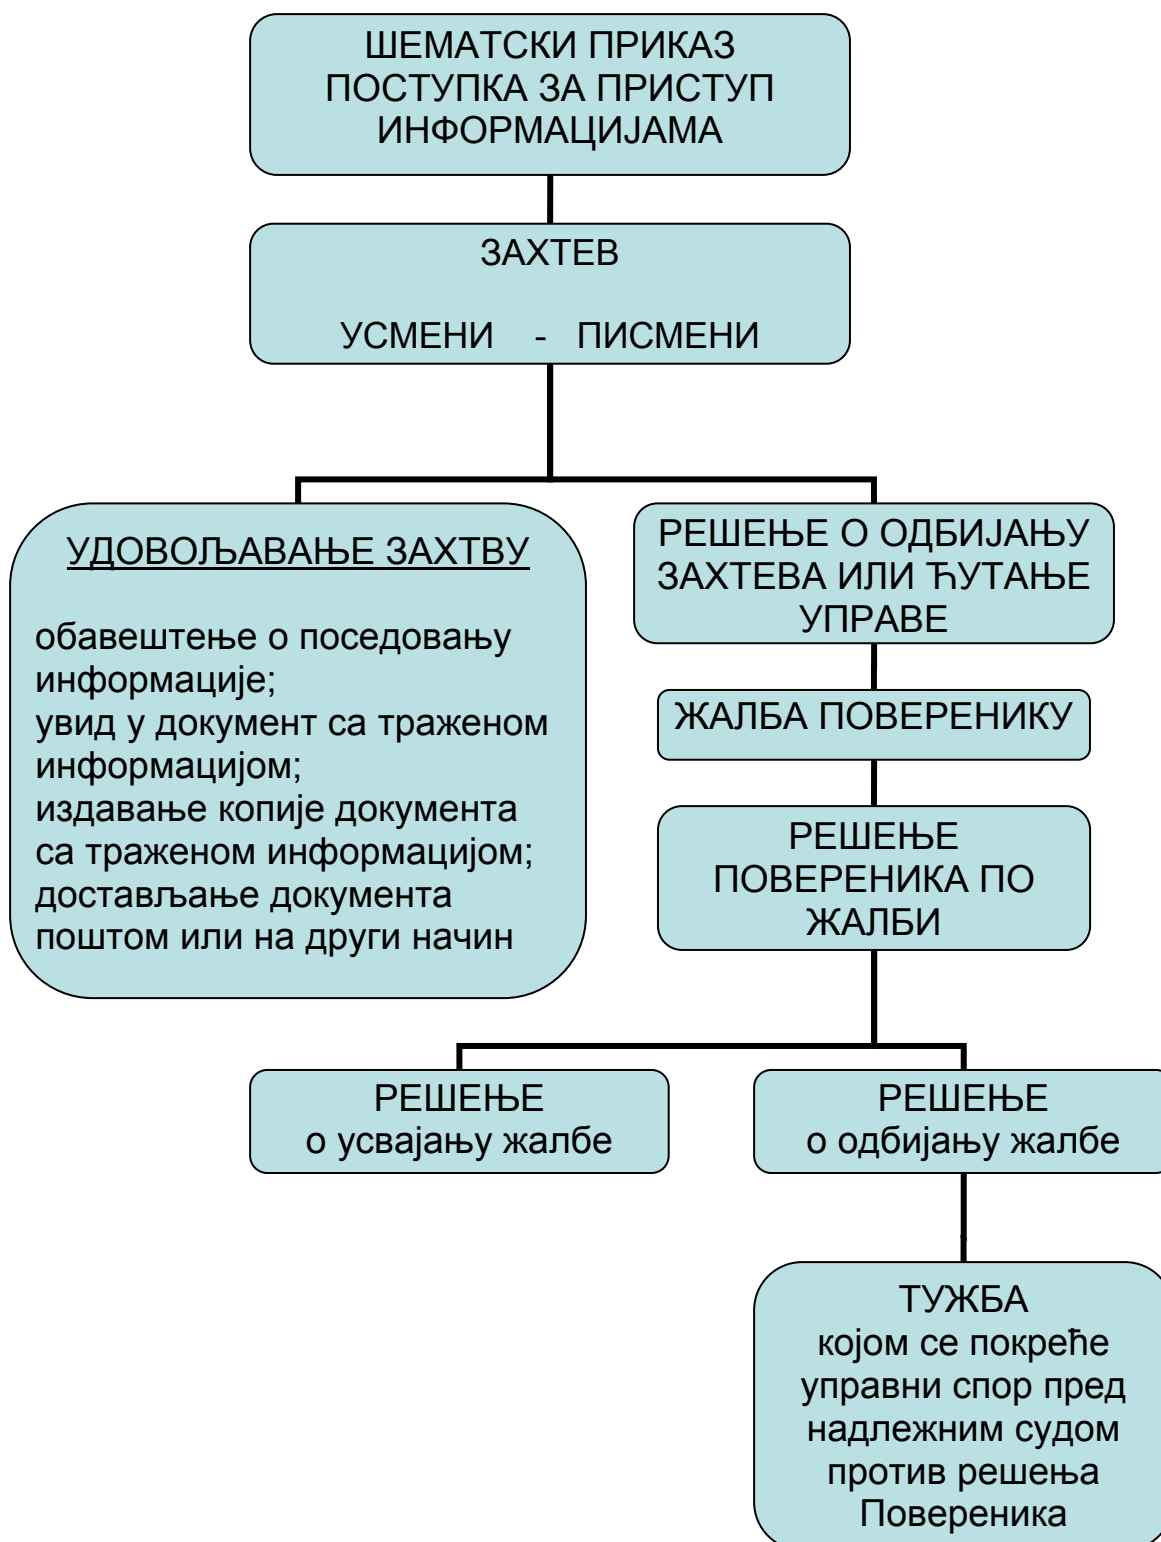 ШЕМАТСКИ ПРИКАЗ
ПОСТУПКА ЗА ПРИСТУП
ИНФОРМАЦИЈАМА
ЗАХТЕВ
УСМЕНИ - ПИСМЕНИ
УДОВОЉАВАЊЕ ЗАХТВУ
обавештење о поседовању
информације;
увид у документ са траженом
информацијом;
издавање копије документа
са траженом информацијом;
достављање документа
поштом или на други начин
РЕШЕЊЕ О ОДБИЈАЊУ
ЗАХТЕВА ИЛИ ЋУТАЊЕ
УПРАВЕ
ЖАЛБА ПОВЕРЕНИКУ
РЕШЕЊЕ
ПОВЕРЕНИКА ПО
ЖАЛБИ
РЕШЕЊЕ
о усвајању жалбе
РЕШЕЊЕ
о одбијању жалбе
ТУЖБА
којом се покреће
управни спор пред
надлежним судом
против решења
Повереника